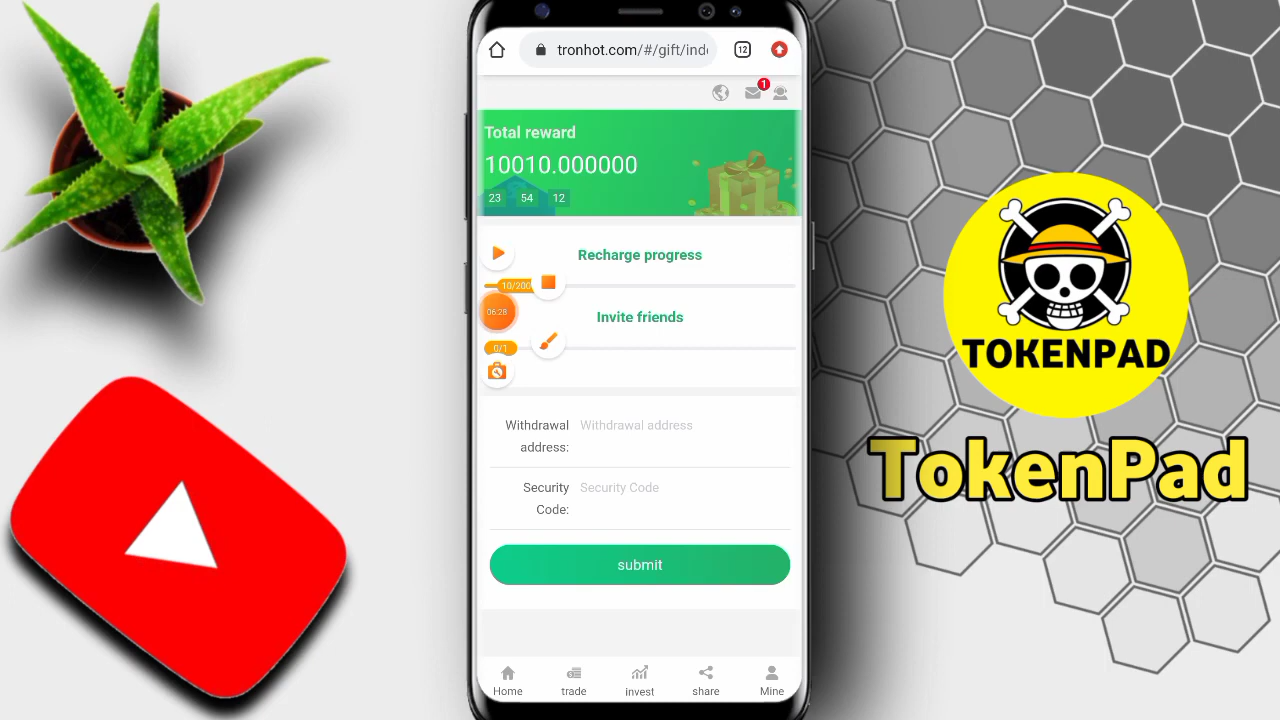 tronhot.com/#/gift/ind
12
1
Total reward
10010.000000
23 54 12
Recharge progress
10/200
06:28
Invite friends
0/1
Withdrawal address:
Withdrawal address
Security Code:
Security Code
submit
Home
trade
invest
share
Mine
TOKENPAD
TokenPad